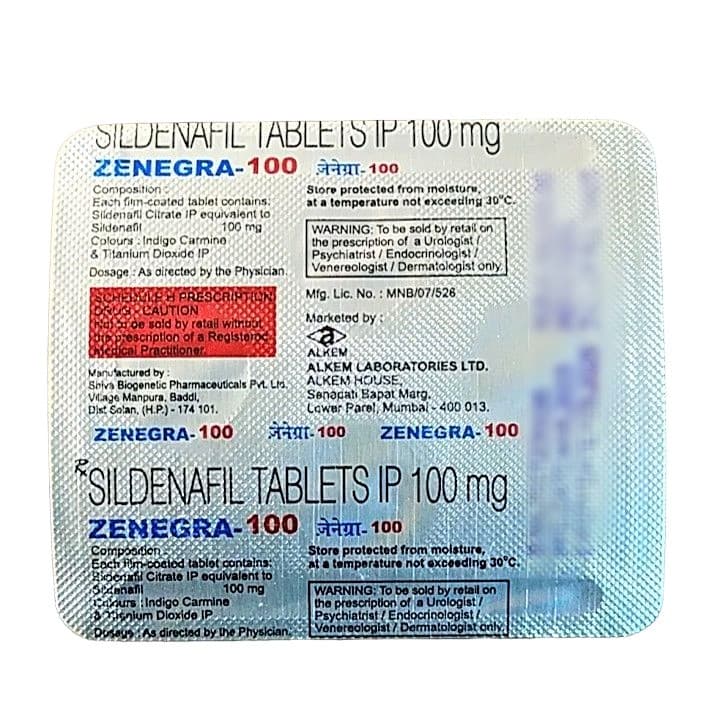 SILDENAFIL TABLETS IP 100 mg
ZENEGRA-100 जेनेग्रा-100
Composition :
Each film-coated tablet contains:
Sildenafil Citrate IP equivalent to
Sildenafil 100 mg
Colours : Indigo Carmine
& Titanium Dioxide IP
Dosage : As directed by the Physician.
Store protected from moisture,
at a temperature not exceeding 30°C.
WARNING: To be sold by retail on
the prescription of a Urologist /
Psychiatrist / Endocrinologist /
Venereologist / Dermatologist only.
SCHEDULE H PRESCRIPTION
DRUG - CAUTION
Not to be sold by retail without
the prescription of a Registered
Medical Practitioner.
Manufactured by :
Shiva Biogenetic Pharmaceuticals Pvt. Ltd.
Village Manpura, Baddi,
Dist Solan, (H.P.) - 174 101.
Mfg. Lic. No. : MNB/07/526
Marketed by :
a
ALKEM
ALKEM LABORATORIES LTD.
ALKEM HOUSE,
Senapati Bapat Marg,
Lower Parel, Mumbai - 400 013.
ZENEGRA-100 जेनेग्रा-100 ZENEGRA-100
Rx SILDENAFIL TABLETS IP 100 mg
ZENEGRA-100 जेनेग्रा-100
Composition :
Each film-coated tablet contains:
Sildenafil Citrate IP equivalent to
Sildenafil 100 mg
Colours : Indigo Carmine
& Titanium Dioxide IP
Dosage : As directed by the Physician.
Store protected from moisture,
at a temperature not exceeding 30°C.
WARNING: To be sold by retail on
the prescription of a Urologist /
Psychiatrist / Endocrinologist /
Venereologist / Dermatologist only.